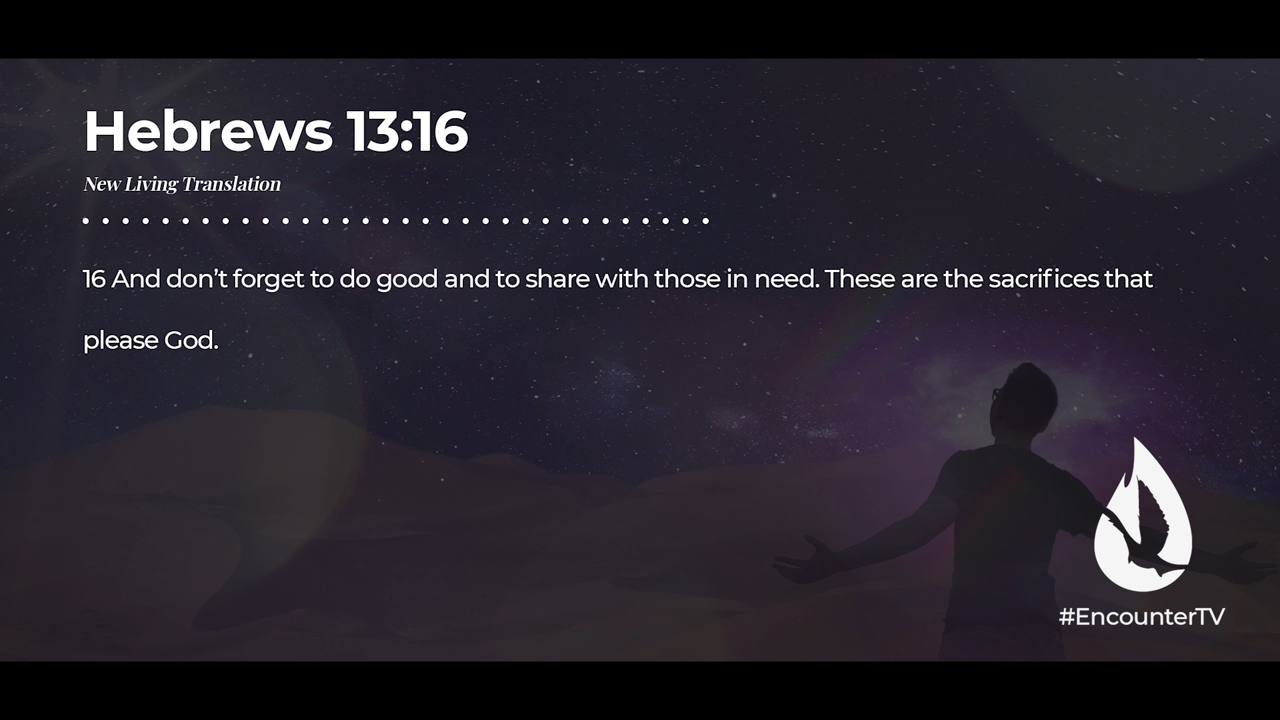 Hebrews 13:16
New Living Translation
16 And don’t forget to do good and to share with those in need. These are the sacrifices that
please God.
#EncounterTV